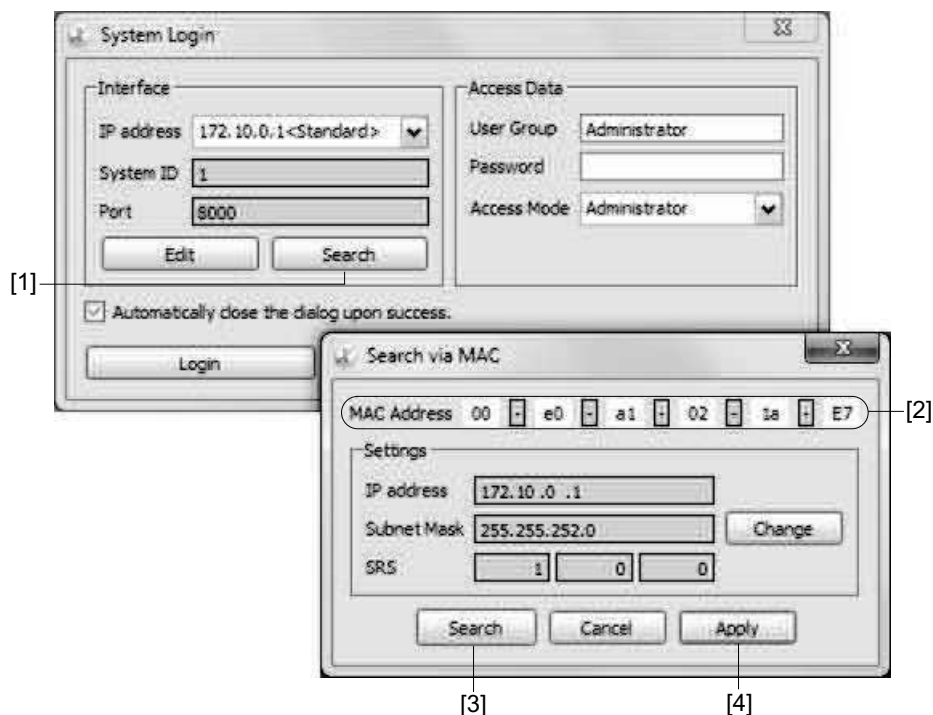 System Login
Interface
IP address 172.10.0.1<Standard>
System ID 1
Port 8000
Edit Search
Access Data
User Group Administrator
Password
Access Mode Administrator
[1]
Automatically close the dialog upon success.
Login
Search via MAC
MAC Address 00 - e0 - a1 - 02 - 1a - E7
[2]
Settings
IP address 172.10 .0 .1
Subnet Mask 255.255.252.0
Change
SRS 1 0 0
Search Cancel Apply
[3] [4]